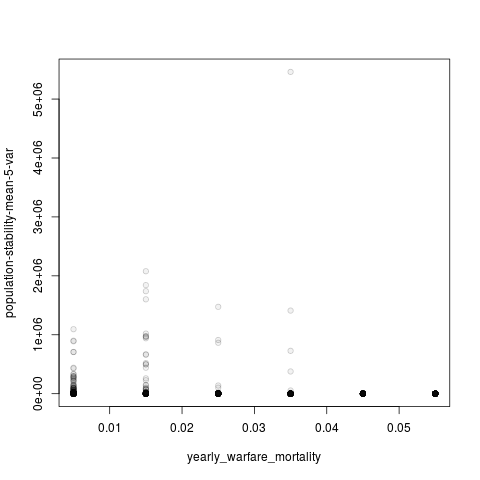 5e+06
4e+06
3e+06
2e+06
1e+06
0e+00
population-stability-mean-5-var
0.01 0.02 0.03 0.04 0.05
yearly_warfare_mortality